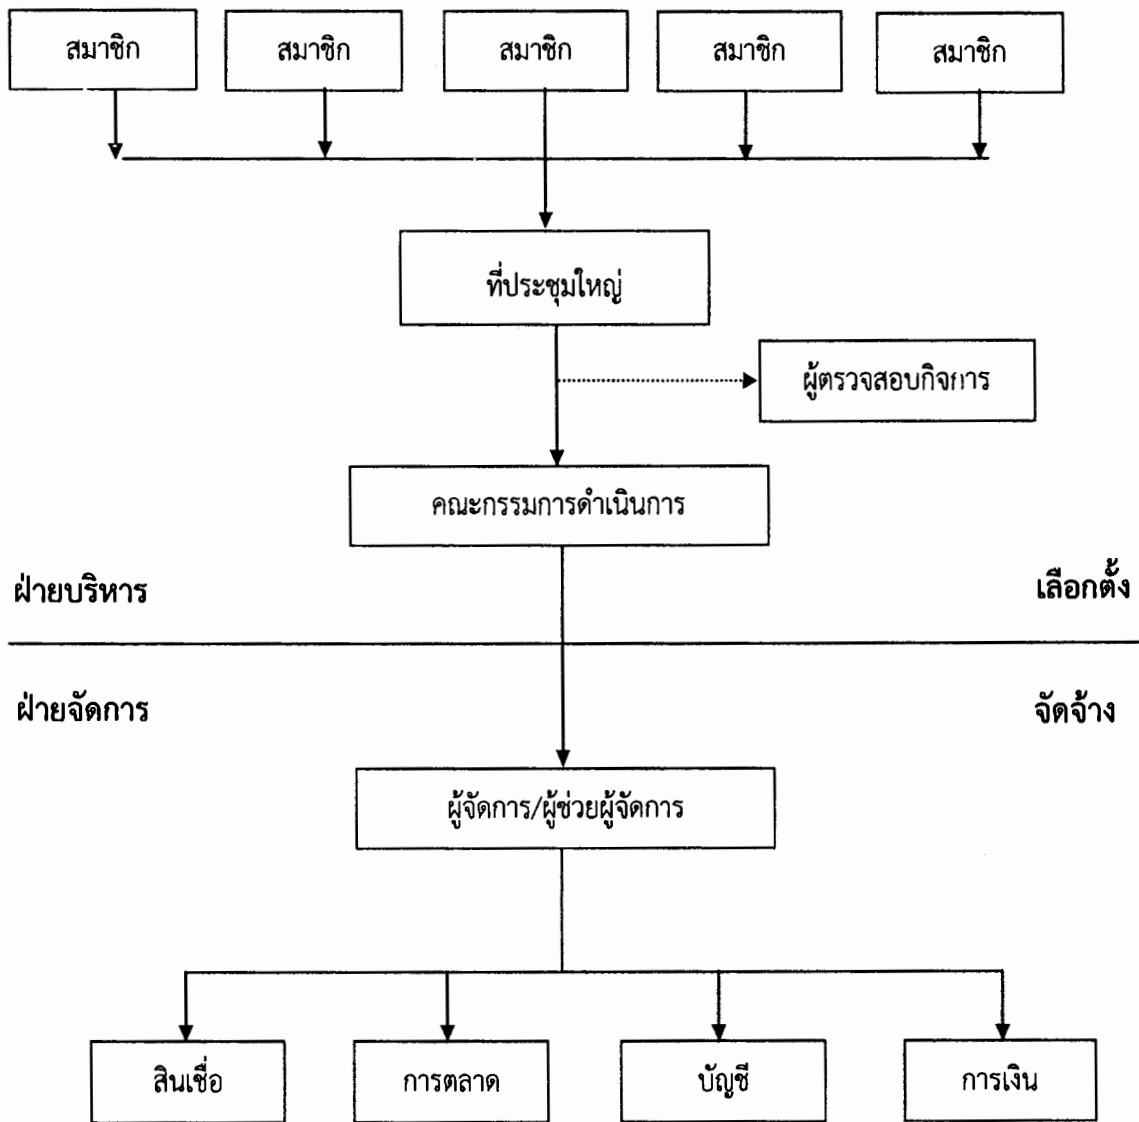 สมาชิก
สมาชิก
สมาชิก
สมาชิก
สมาชิก
ที่ประชุมใหญ่
ผู้ตรวจสอบกิจการ
คณะกรรมการดำเนินการ
ฝ่ายบริหาร
เลือกตั้ง
ฝ่ายจัดการ
จัดจ้าง
ผู้จัดการ/ผู้ช่วยผู้จัดการ
สินเชื่อ
การตลาด
บัญชี
การเงิน